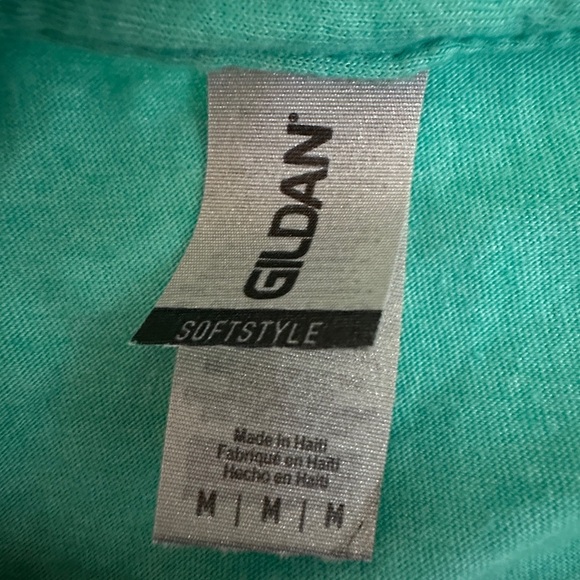 GILDAN®
SOFTSTYLE
Made in Haiti
Fabriqué en Haïti
Hecho en Haití
M | M | M